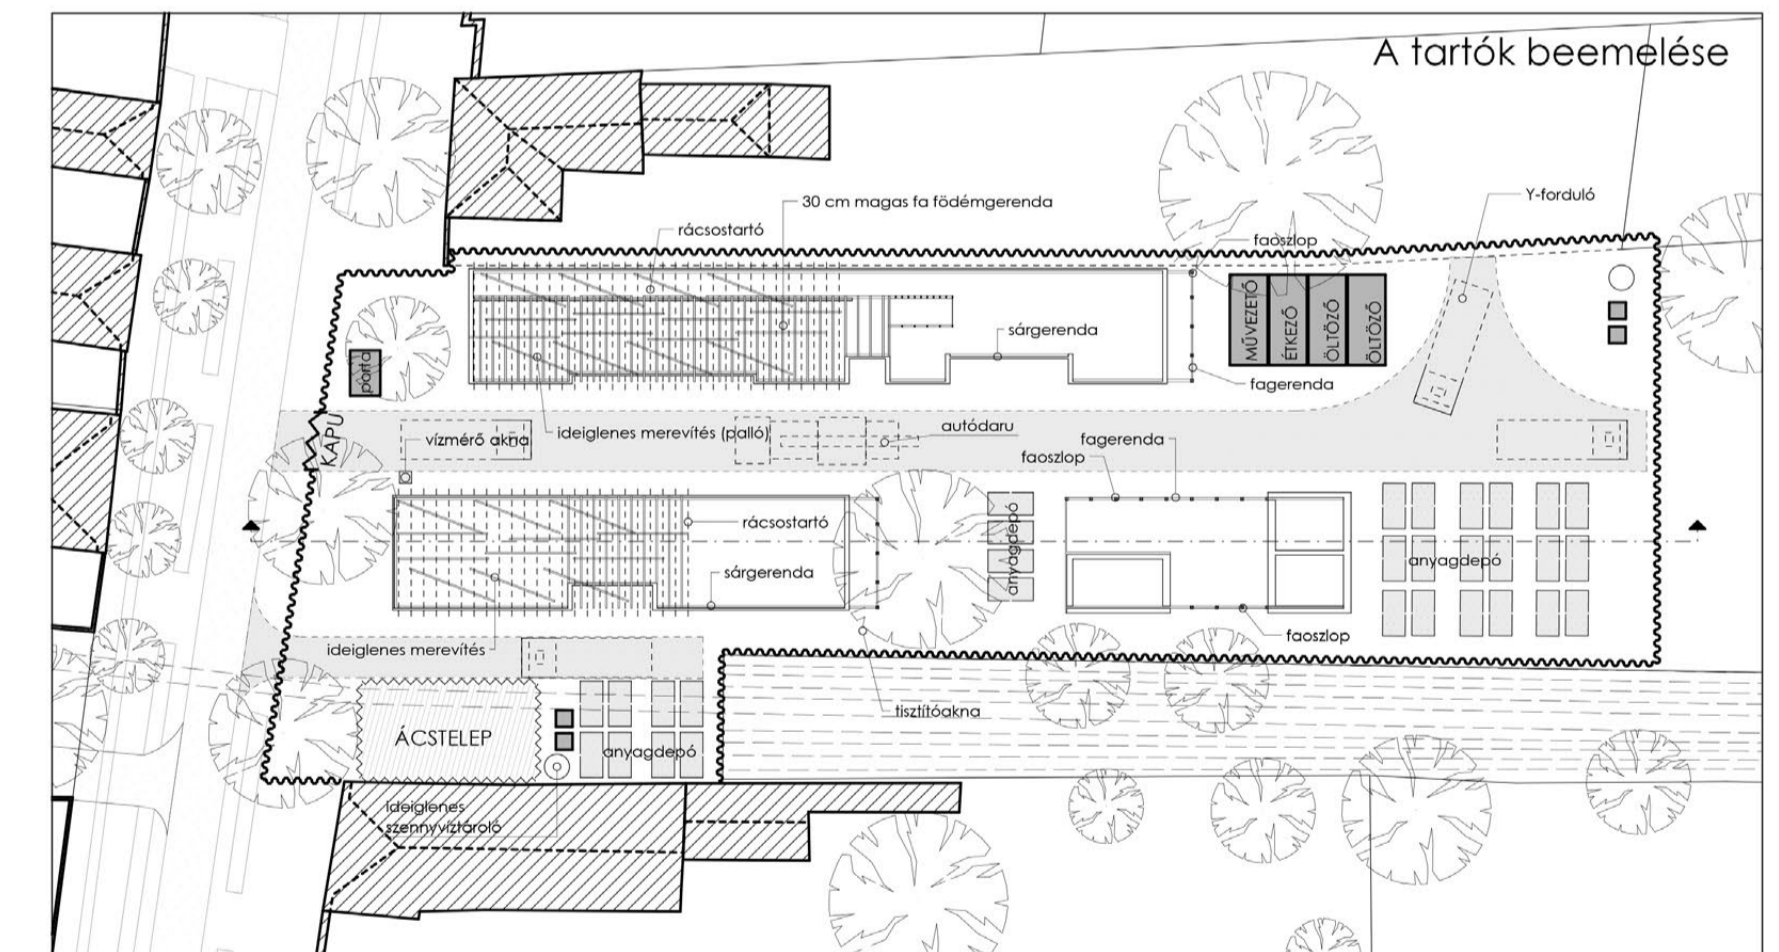 A tartók beemelése
Y-forduló
30 cm magas fa födémgerenda
rácsostartó
faoszlop
MŰVEZETŐ
ÉTKEZŐ
ÖLTÖZŐ
ÖLTÖZŐ
sárgerenda
porta
fagerenda
KAPU
vízmérő akna
ideiglenes merevítés (palló)
autódaru
fagerenda
faoszlop
rácsostartó
anyagdepó
anyagdepó
sárgerenda
faoszlop
ideiglenes merevítés
tisztítóakna
ÁCSTELEP
anyagdepó
Ideiglenes
szennyvíztároló